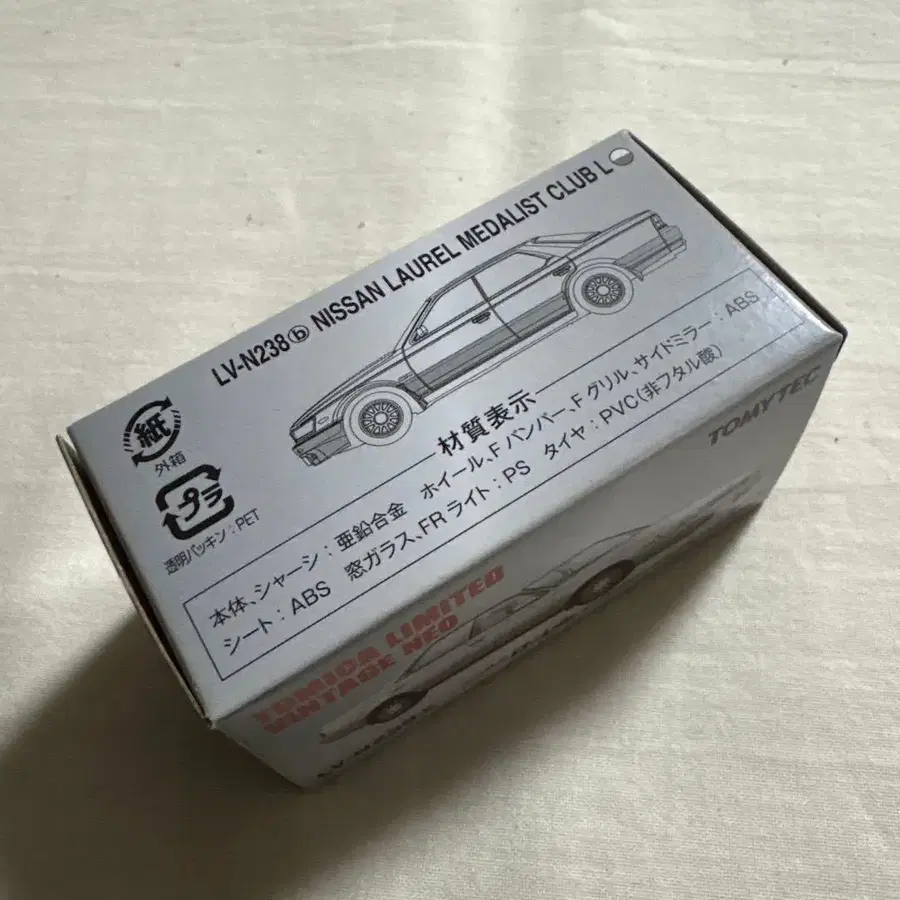 LV-N238ⓑ NISSAN LAUREL MEDALIST CLUB L
紙
外箱
プラ
透明パッキン:PET
材質表示
本体、シャーシ:亜鉛合金 ホイール、Fバンパー、Fグリル、サイドミラー:ABS
シート:ABS 窓ガラス、FRライト:PS タイヤ:PVC(非フタル酸)
TOMYTEC
TOMICA LIMITED
VINTAGE NEO